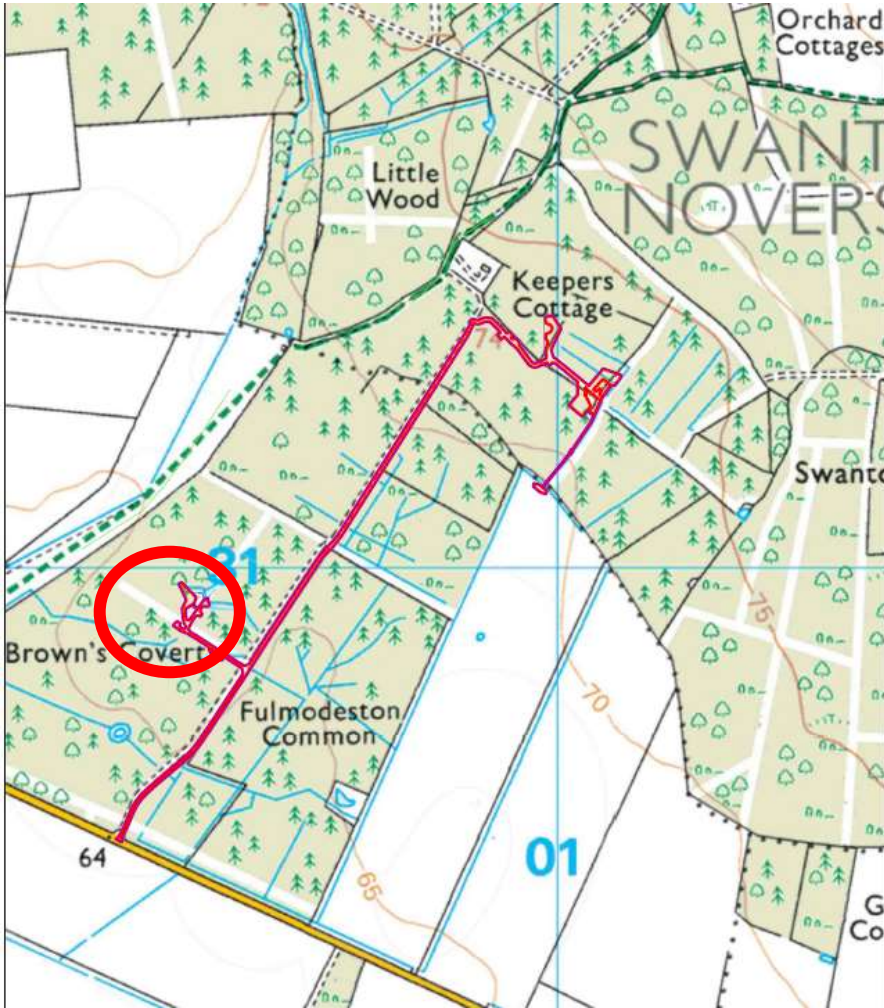 Orchard
Cottages
SWANT
NOVERS
Little
Wood
Keepers
Cottage
74
Swanto
31
75
Brown's Covert
70
Fulmodeston
Common
64
01
65
G
Co